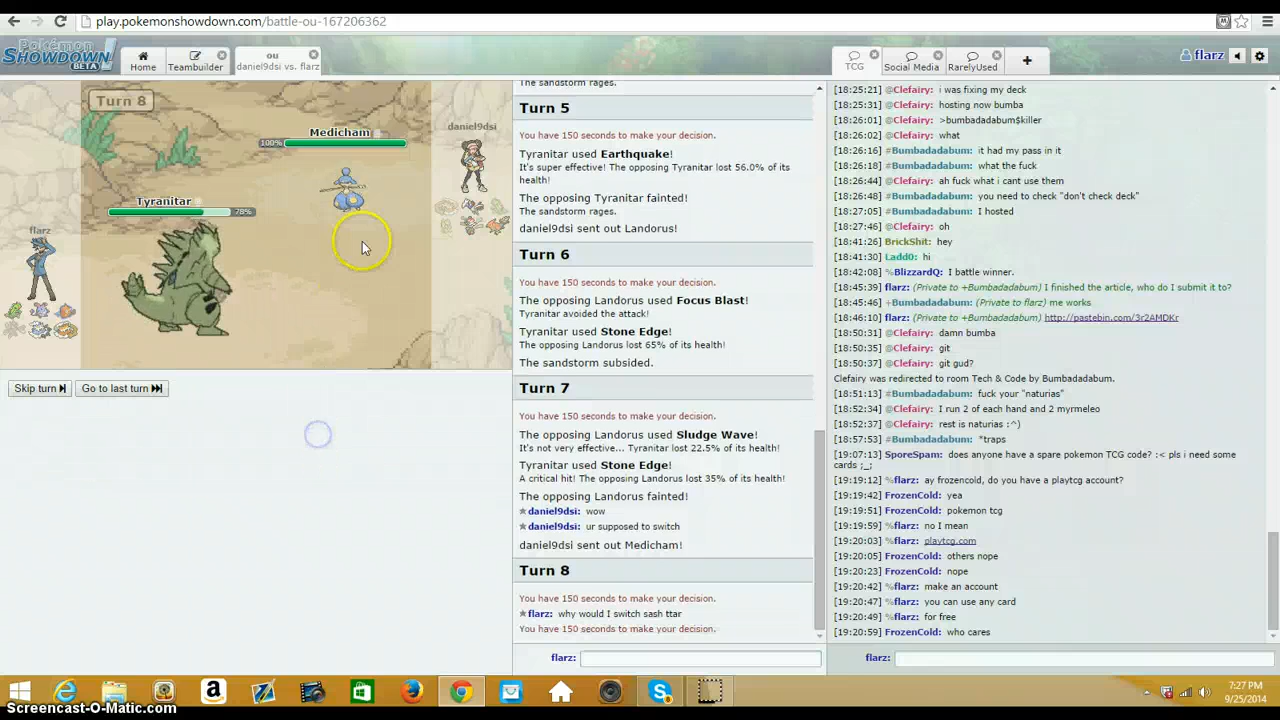 play.pokemonshowdown.com/battle-ou-167206362
Pokémon
SHOWDOWN
BETA
Home
Teambuilder
ou
daniel9dsi vs. flarz
TCG
Social Media
RarelyUsed
+
flarz
Turn 8
Medicham
100%
daniel9dsi
Tyranitar
78%
flarz
Skip turn
Go to last turn
The sandstorm rages.
Turn 5
You have 150 seconds to make your decision.
Tyranitar used Earthquake!
It's super effective! The opposing Tyranitar lost 56.0% of its
health!
The opposing Tyranitar fainted!
The sandstorm rages.
daniel9dsi sent out Landorus!
Turn 6
You have 150 seconds to make your decision.
The opposing Landorus used Focus Blast!
Tyranitar avoided the attack!
Tyranitar used Stone Edge!
The opposing Landorus lost 65% of its health!
The sandstorm subsided.
Turn 7
You have 150 seconds to make your decision.
The opposing Landorus used Sludge Wave!
It's not very effective... Tyranitar lost 22.5% of its health!
Tyranitar used Stone Edge!
A critical hit! The opposing Landorus lost 35% of its health!
The opposing Landorus fainted!
★daniel9dsi: wow
★daniel9dsi: ur supposed to switch
daniel9dsi sent out Medicham!
Turn 8
You have 150 seconds to make your decision.
★flarz: why would I switch sash ttar
You have 150 seconds to make your decision.
flarz:
[18:25:21] @Clefairy: i was fixing my deck
[18:25:31] @Clefairy: hosting now bumba
[18:26:01] @Clefairy: >bumbadadabum$killer
[18:26:02] @Clefairy: what
[18:26:16] #Bumbadadabum: it had my pass in it
[18:26:18] #Bumbadadabum: what the fuck
[18:26:44] @Clefairy: ah fuck what i cant use them
[18:26:48] #Bumbadadabum: you need to check "don't check deck"
[18:27:05] #Bumbadadabum: I hosted
[18:27:46] @Clefairy: oh
[18:41:26] BrickShit: hey
[18:41:30] Ladd0: hi
[18:42:08] %BlizzardQ: I battle winner.
[18:45:39] flarz: (Private to +Bumbadadabum) I finished the article, who do I submit it to?
[18:45:46] +Bumbadadabum: (Private to flarz) me works
[18:46:10] flarz: (Private to +Bumbadadabum) http://pastebin.com/3r2AMDKr
[18:50:31] @Clefairy: damn bumba
[18:50:35] @Clefairy: git
[18:50:37] @Clefairy: git gud?
Clefairy was redirected to room Tech & Code by Bumbadadabum.
[18:51:13] #Bumbadadabum: fuck your "naturias"
[18:52:34] @Clefairy: I run 2 of each hand and 2 myrmeleo
[18:52:37] @Clefairy: rest is naturias :^)
[18:57:53] #Bumbadadabum: *traps
[19:07:13] SporeSpam: does anyone have a spare pokemon TCG code? :< pls i need some
cards ;_;
[19:19:12] %flarz: ay frozencold, do you have a playtcg account?
[19:19:42] FrozenCold: yea
[19:19:51] FrozenCold: pokemon tcg
[19:19:59] %flarz: no I mean
[19:20:03] %flarz: playtcg.com
[19:20:05] FrozenCold: others nope
[19:20:23] FrozenCold: nope
[19:20:42] %flarz: make an account
[19:20:47] %flarz: you can use any card
[19:20:49] %flarz: for free
[19:20:59] FrozenCold: who cares
flarz:
7:27 PM
9/25/2014
Screencast-O-Matic.com